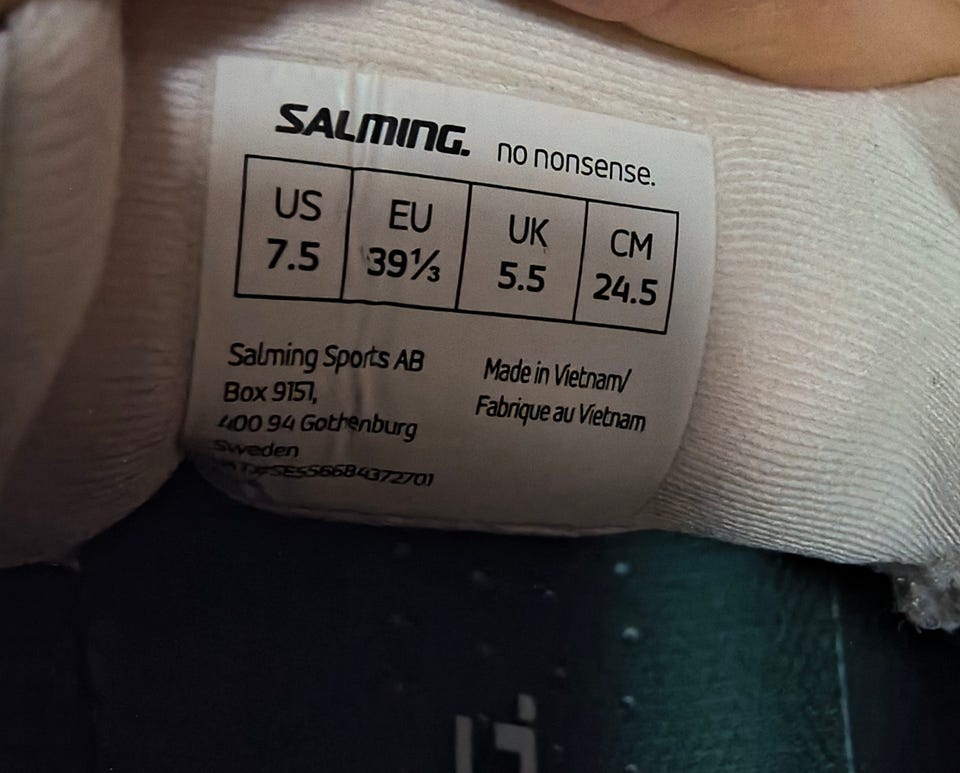 SALMING. no nonsense.
US EU UK CM
7.5 39⅓ 5.5 24.5
Salming Sports AB
Box 9151,
400 94 Gothenburg
Sweden
Made in Vietnam/
Fabrique au Vietnam